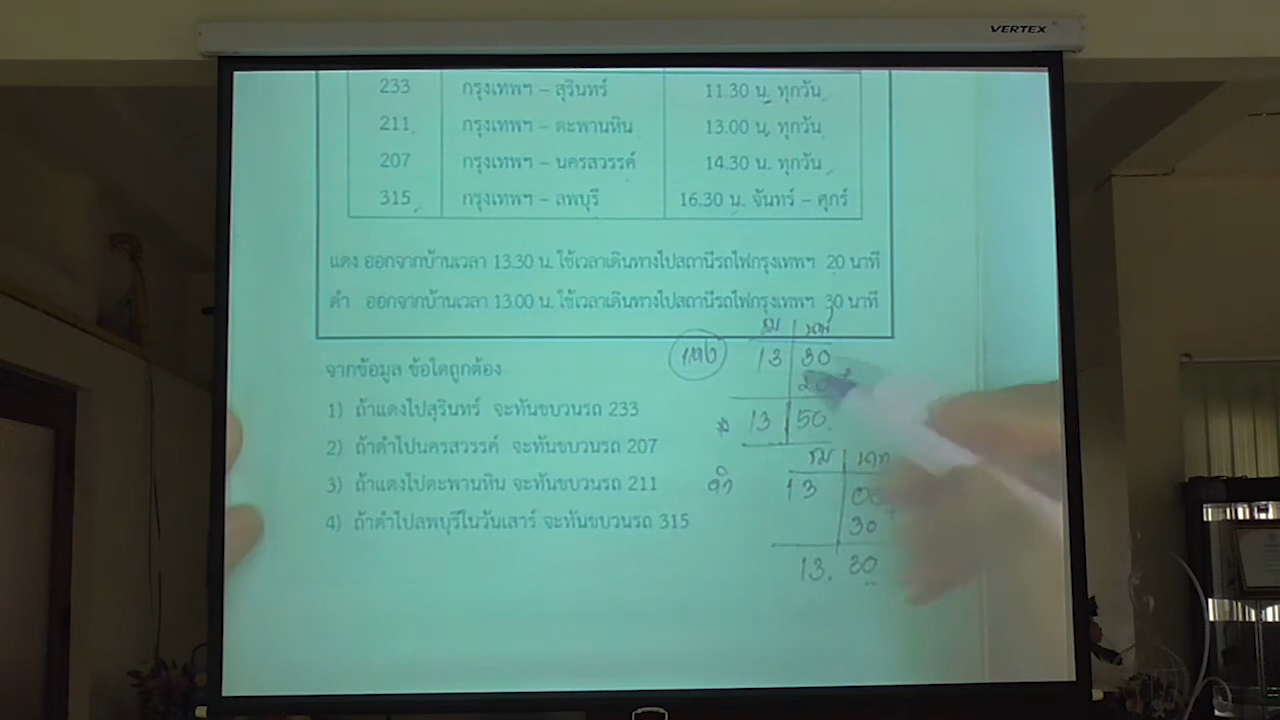 VERTEX
233 กรุงเทพฯ – สุรินทร์ 11.30 น. ทุกวัน
211 กรุงเทพฯ – ตะพานหิน 13.00 น. ทุกวัน
207 กรุงเทพฯ – นครสวรรค์ 14.30 น. ทุกวัน
315 กรุงเทพฯ – ลพบุรี 16.30 น. จันทร์ – ศุกร์
แดง ออกจากบ้านเวลา 13.30 น. ใช้เวลาเดินทางไปสถานีรถไฟกรุงเทพฯ 20 นาที
ดำ ออกจากบ้านเวลา 13.00 น. ใช้เวลาเดินทางไปสถานีรถไฟกรุงเทพฯ 30 นาที
จากข้อมูล ข้อใดถูกต้อง
1) ถ้าแดงไปสุรินทร์ จะทันขบวนรถ 233
2) ถ้าดำไปนครสวรรค์ จะทันขบวนรถ 207
3) ถ้าแดงไปตะพานหิน จะทันขบวนรถ 211
4) ถ้าดำไปลพบุรีในวันเสาร์ จะทันขบวนรถ 315
แดง 13 30
20
13 50
ดำ 13 00
30
13. 30